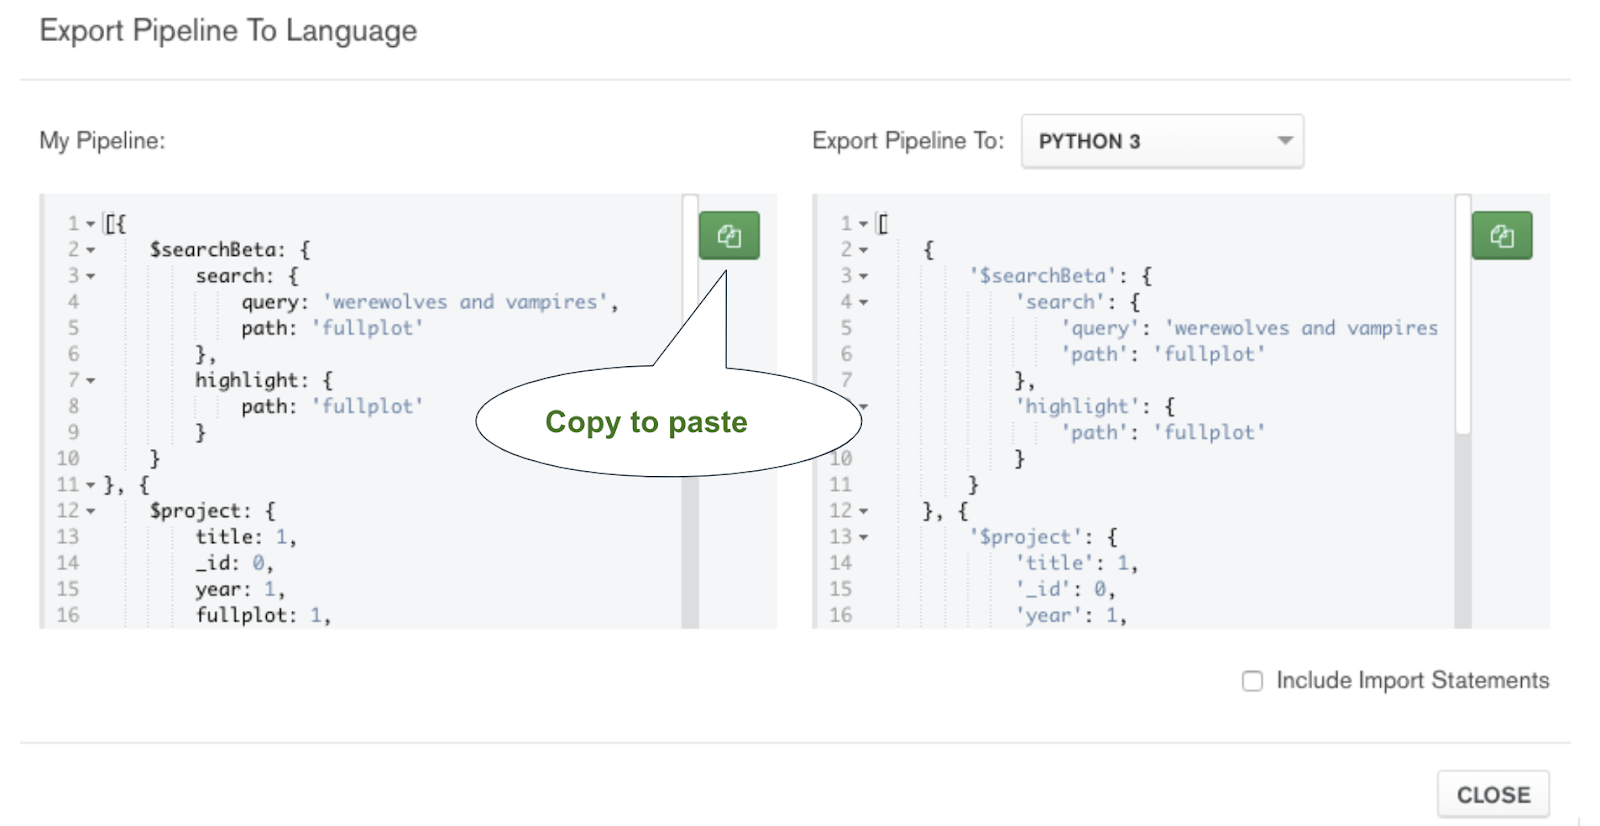 Export Pipeline To Language
My Pipeline:
Export Pipeline To:
PYTHON 3
1 [{
2 $searchBeta: {
3 search: {
4 query: 'werewolves and vampires',
5 path: 'fullplot'
6 },
7 highlight: {
8 path: 'fullplot'
9 }
10 }
11 }, {
12 $project: {
13 title: 1,
14 _id: 0,
15 year: 1,
16 fullplot: 1,
Copy to paste
1 [
2 {
3 '$searchBeta': {
4 'search': {
5 'query': 'werewolves and vampires
6 'path': 'fullplot'
7 },
'highlight': {
'path': 'fullplot'
10 }
11 }
12 }, {
13 '$project': {
14 'title': 1,
15 '_id': 0,
16 'year': 1,
Include Import Statements
CLOSE